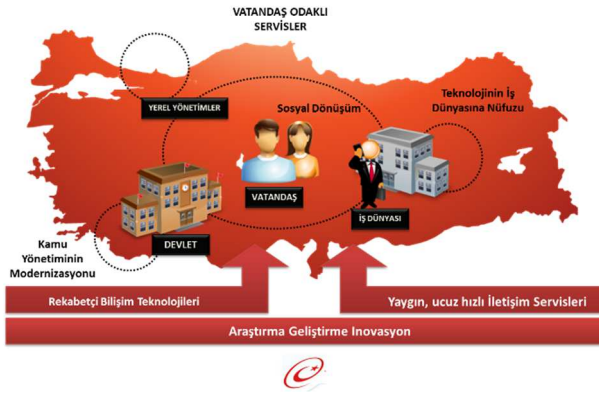 VATANDAŞ ODAKLI
SERVİSLER
YEREL YÖNETİMLER
Sosyal Dönüşüm
Teknolojinin İş
Dünyasına Nüfuzu
VATANDAŞ
İŞ DÜNYASI
DEVLET
Kamu
Yönetiminin
Modernizasyonu
Rekabetçi Bilişim Teknolojileri
Yaygın, ucuz hızlı İletişim Servisleri
Araştırma Geliştirme Inovasyon